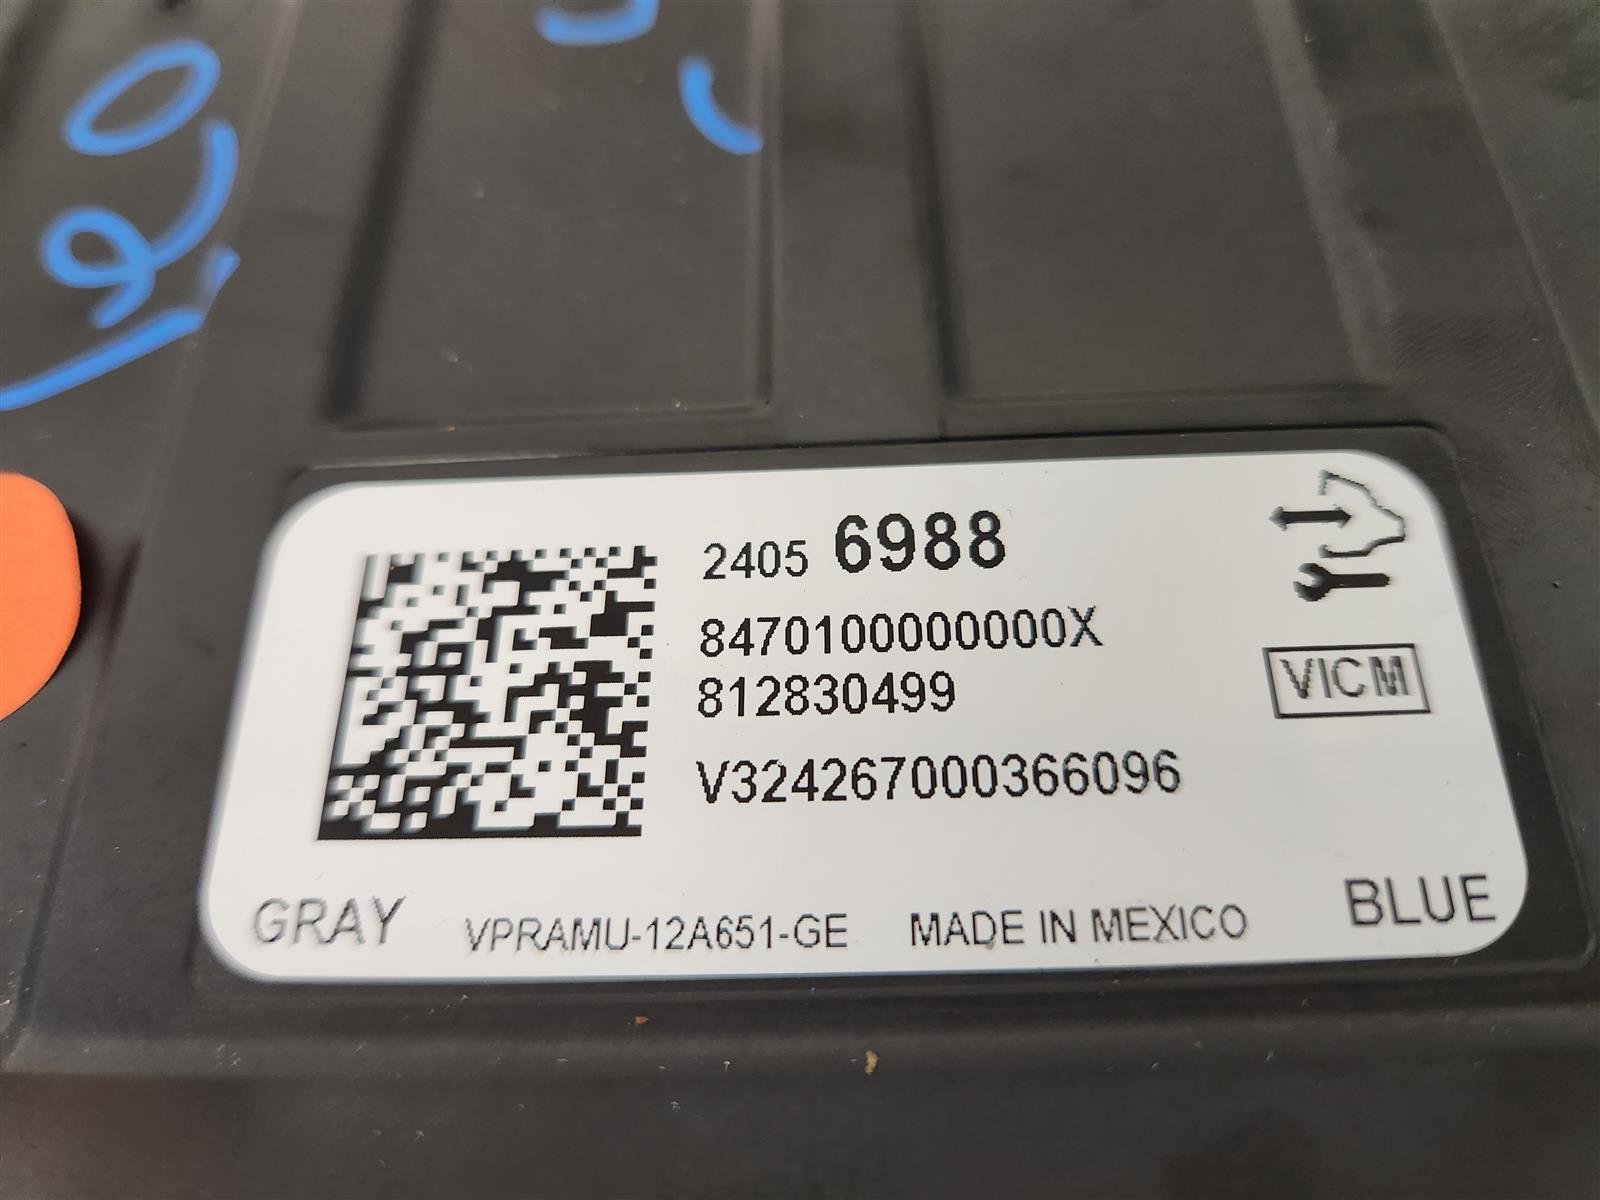 2405 6988
8470100000000X
812830499
VICM
V324267000366096
GRAY VPRAMU-12A651-GE MADE IN MEXICO BLUE